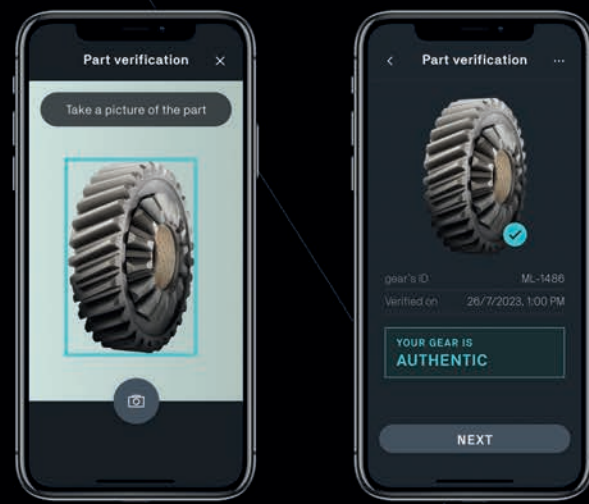 Part verification
Take a picture of the part
Part verification
gear's ID ML-1486
Verified on 26/7/2023, 1:00 PM
YOUR GEAR IS
AUTHENTIC
NEXT